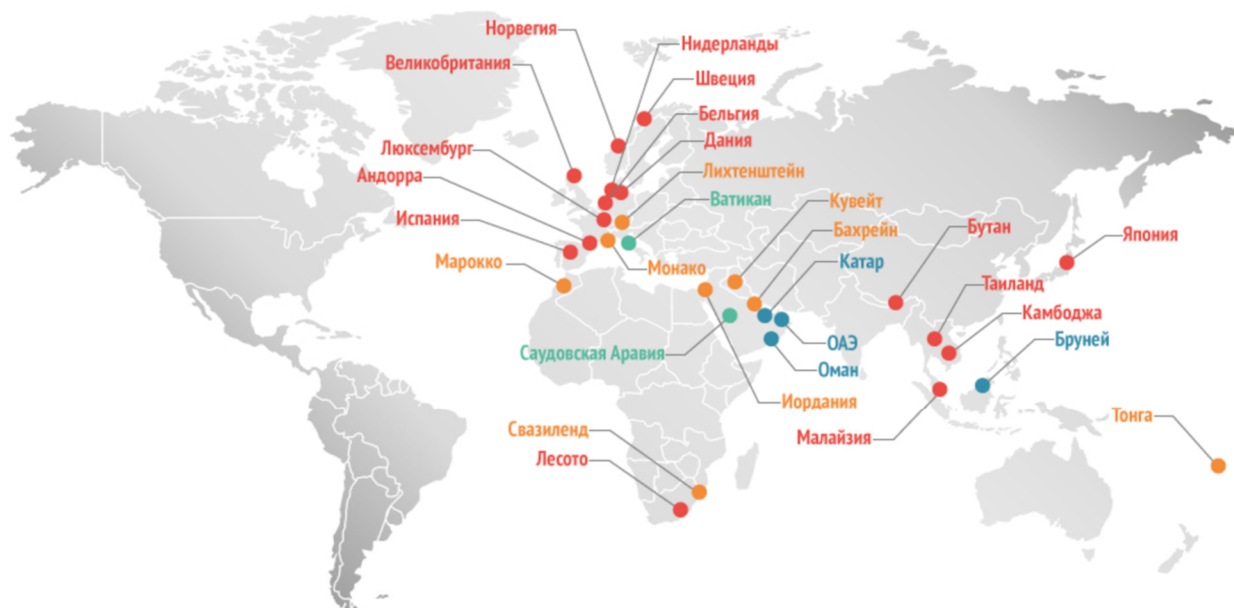 Норвегия
Нидерланды
Великобритания
Швеция
Бельгия
Дания
Люксембург
Лихтенштейн
Андорра
Ватикан
Кувейт
Испания
Бахрейн
Бутан
Япония
Марокко
Монако
Катар
Таиланд
Камбоджа
Саудовская Аравия
ОАЭ
Бруней
Оман
Иордания
Тонга
Свазиленд
Малайзия
Лесото